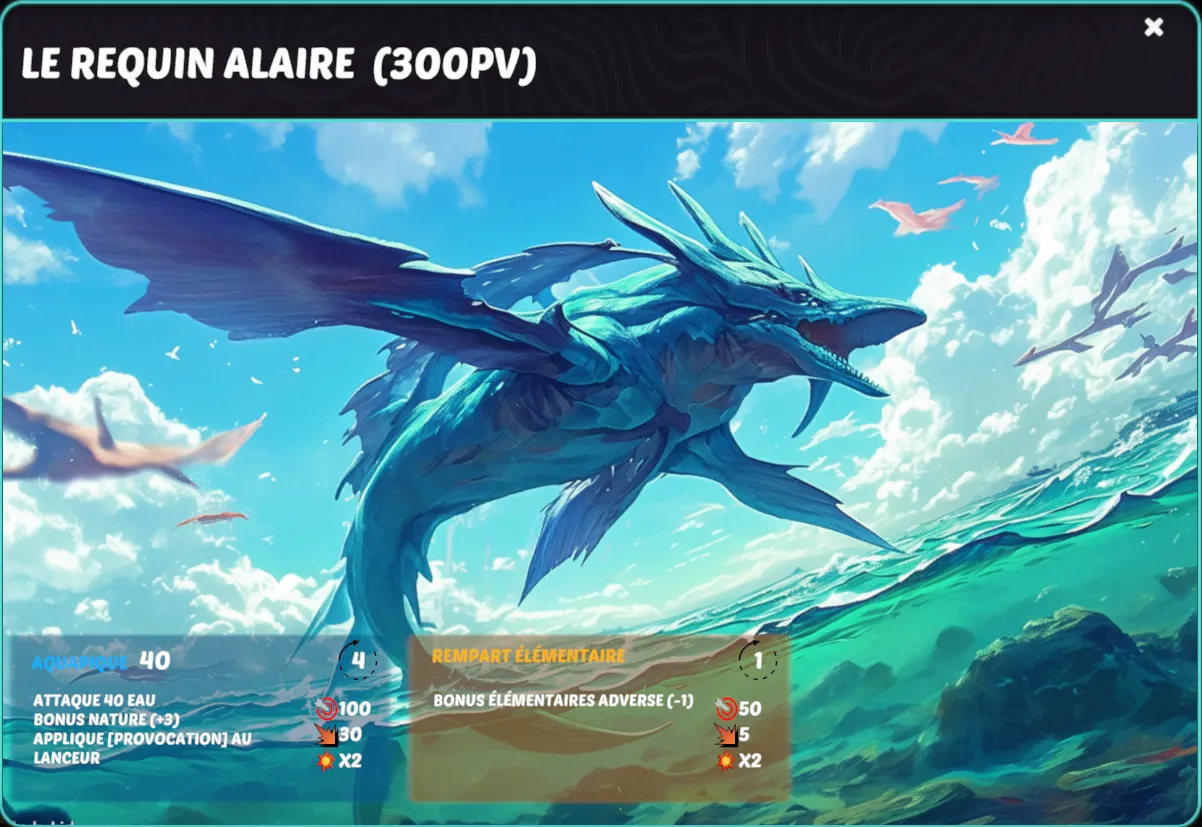 LE REQUIN ALAIRE (300PV)
AQUAPIQUE 40
4
ATTAQUE 40 EAU
BONUS NATURE (+3)
APPLIQUE [PROVOCATION] AU
LANCEUR
100
30
X2
REMPART ÉLÉMENTAIRE
1
BONUS ÉLÉMENTAIRES ADVERSE (-1)
50
5
X2